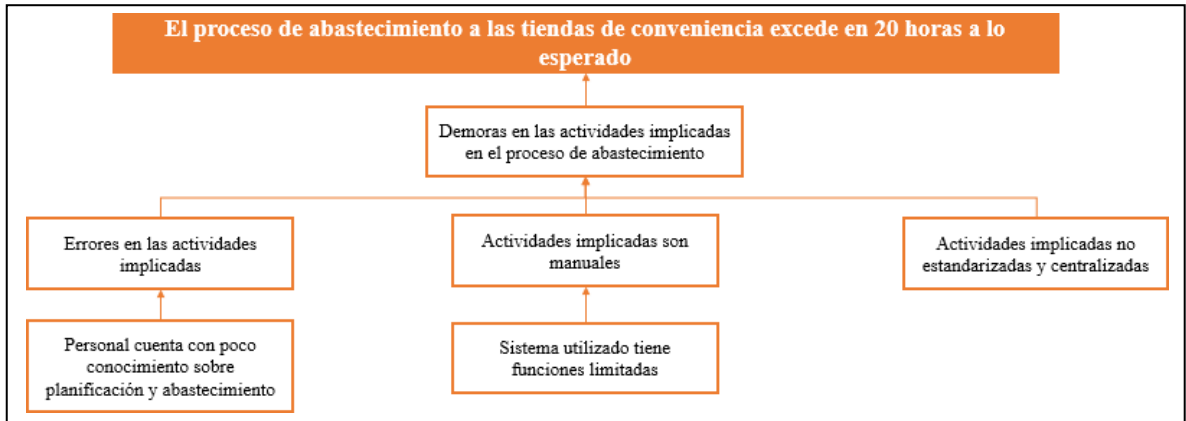 El proceso de abastecimiento a las tiendas de conveniencia excede en 20 horas a lo
esperado
Demoras en las actividades implicadas
en el proceso de abastecimiento
Errores en las actividades
implicadas
Actividades implicadas son
manuales
Actividades implicadas no
estandarizadas y centralizadas
Personal cuenta con poco
conocimiento sobre
planificación y abastecimiento
Sistema utilizado tiene
funciones limitadas